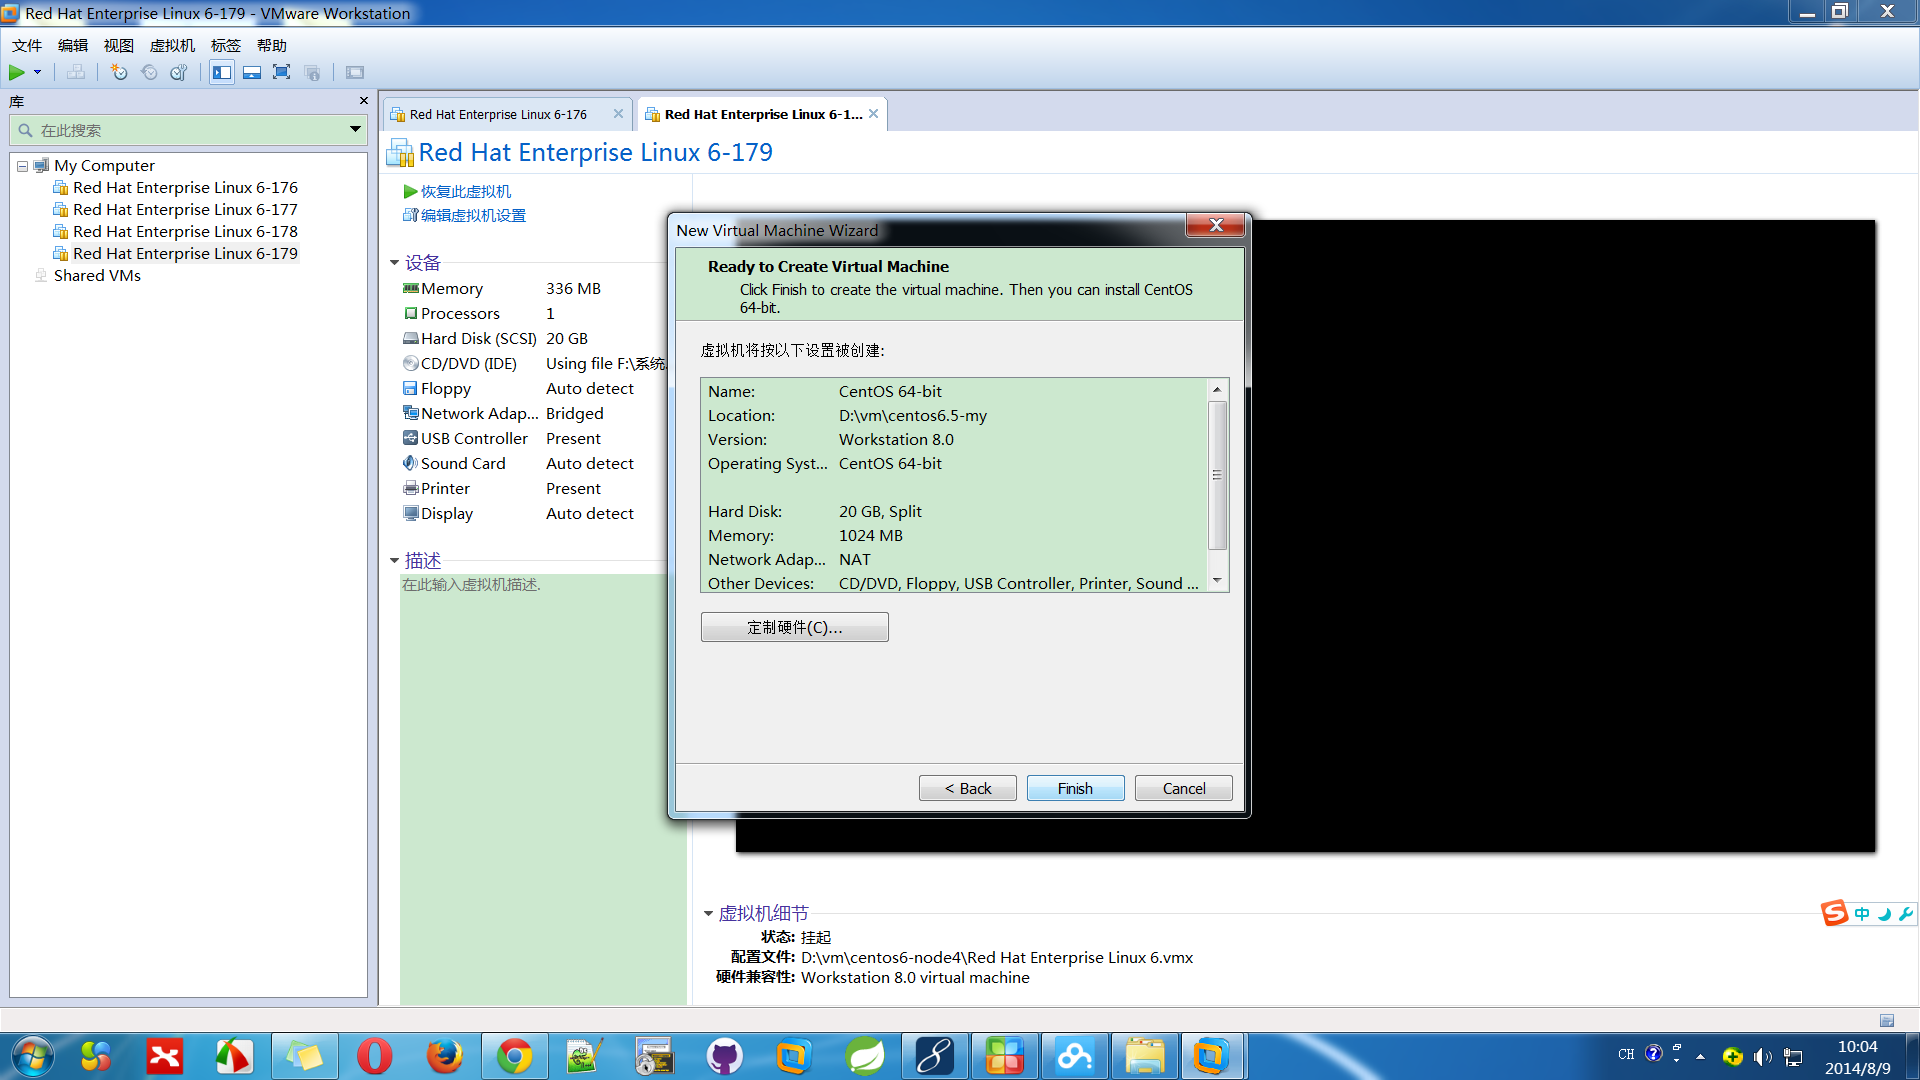 Red Hat Enterprise Linux 6-179 - VMware Workstation
文件 编辑 视图 虚拟机 标签 帮助
库
在此搜索
My Computer
Red Hat Enterprise Linux 6-176
Red Hat Enterprise Linux 6-177
Red Hat Enterprise Linux 6-178
Red Hat Enterprise Linux 6-179
Shared VMs
Red Hat Enterprise Linux 6-176
Red Hat Enterprise Linux 6-1...
Red Hat Enterprise Linux 6-179
恢复此虚拟机
编辑虚拟机设置
设备
Memory 336 MB
Processors 1
Hard Disk (SCSI) 20 GB
CD/DVD (IDE) Using file F:\系统
Floppy Auto detect
Network Adap... Bridged
USB Controller Present
Sound Card Auto detect
Printer Present
Display Auto detect
描述
在此输入虚拟机描述.
New Virtual Machine Wizard
Ready to Create Virtual Machine
Click Finish to create the virtual machine. Then you can install CentOS
64-bit.
虚拟机将按以下设置被创建:
Name: CentOS 64-bit
Location: D:\vm\centos6.5-my
Version: Workstation 8.0
Operating Syst... CentOS 64-bit
Hard Disk: 20 GB, Split
Memory: 1024 MB
Network Adap... NAT
Other Devices: CD/DVD, Floppy, USB Controller, Printer, Sound ...
定制硬件(C)...
< Back Finish Cancel
虚拟机细节
状态: 挂起
配置文件: D:\vm\centos6-node4\Red Hat Enterprise Linux 6.vmx
硬件兼容性: Workstation 8.0 virtual machine
S 中
CH
10:04
2014/8/9